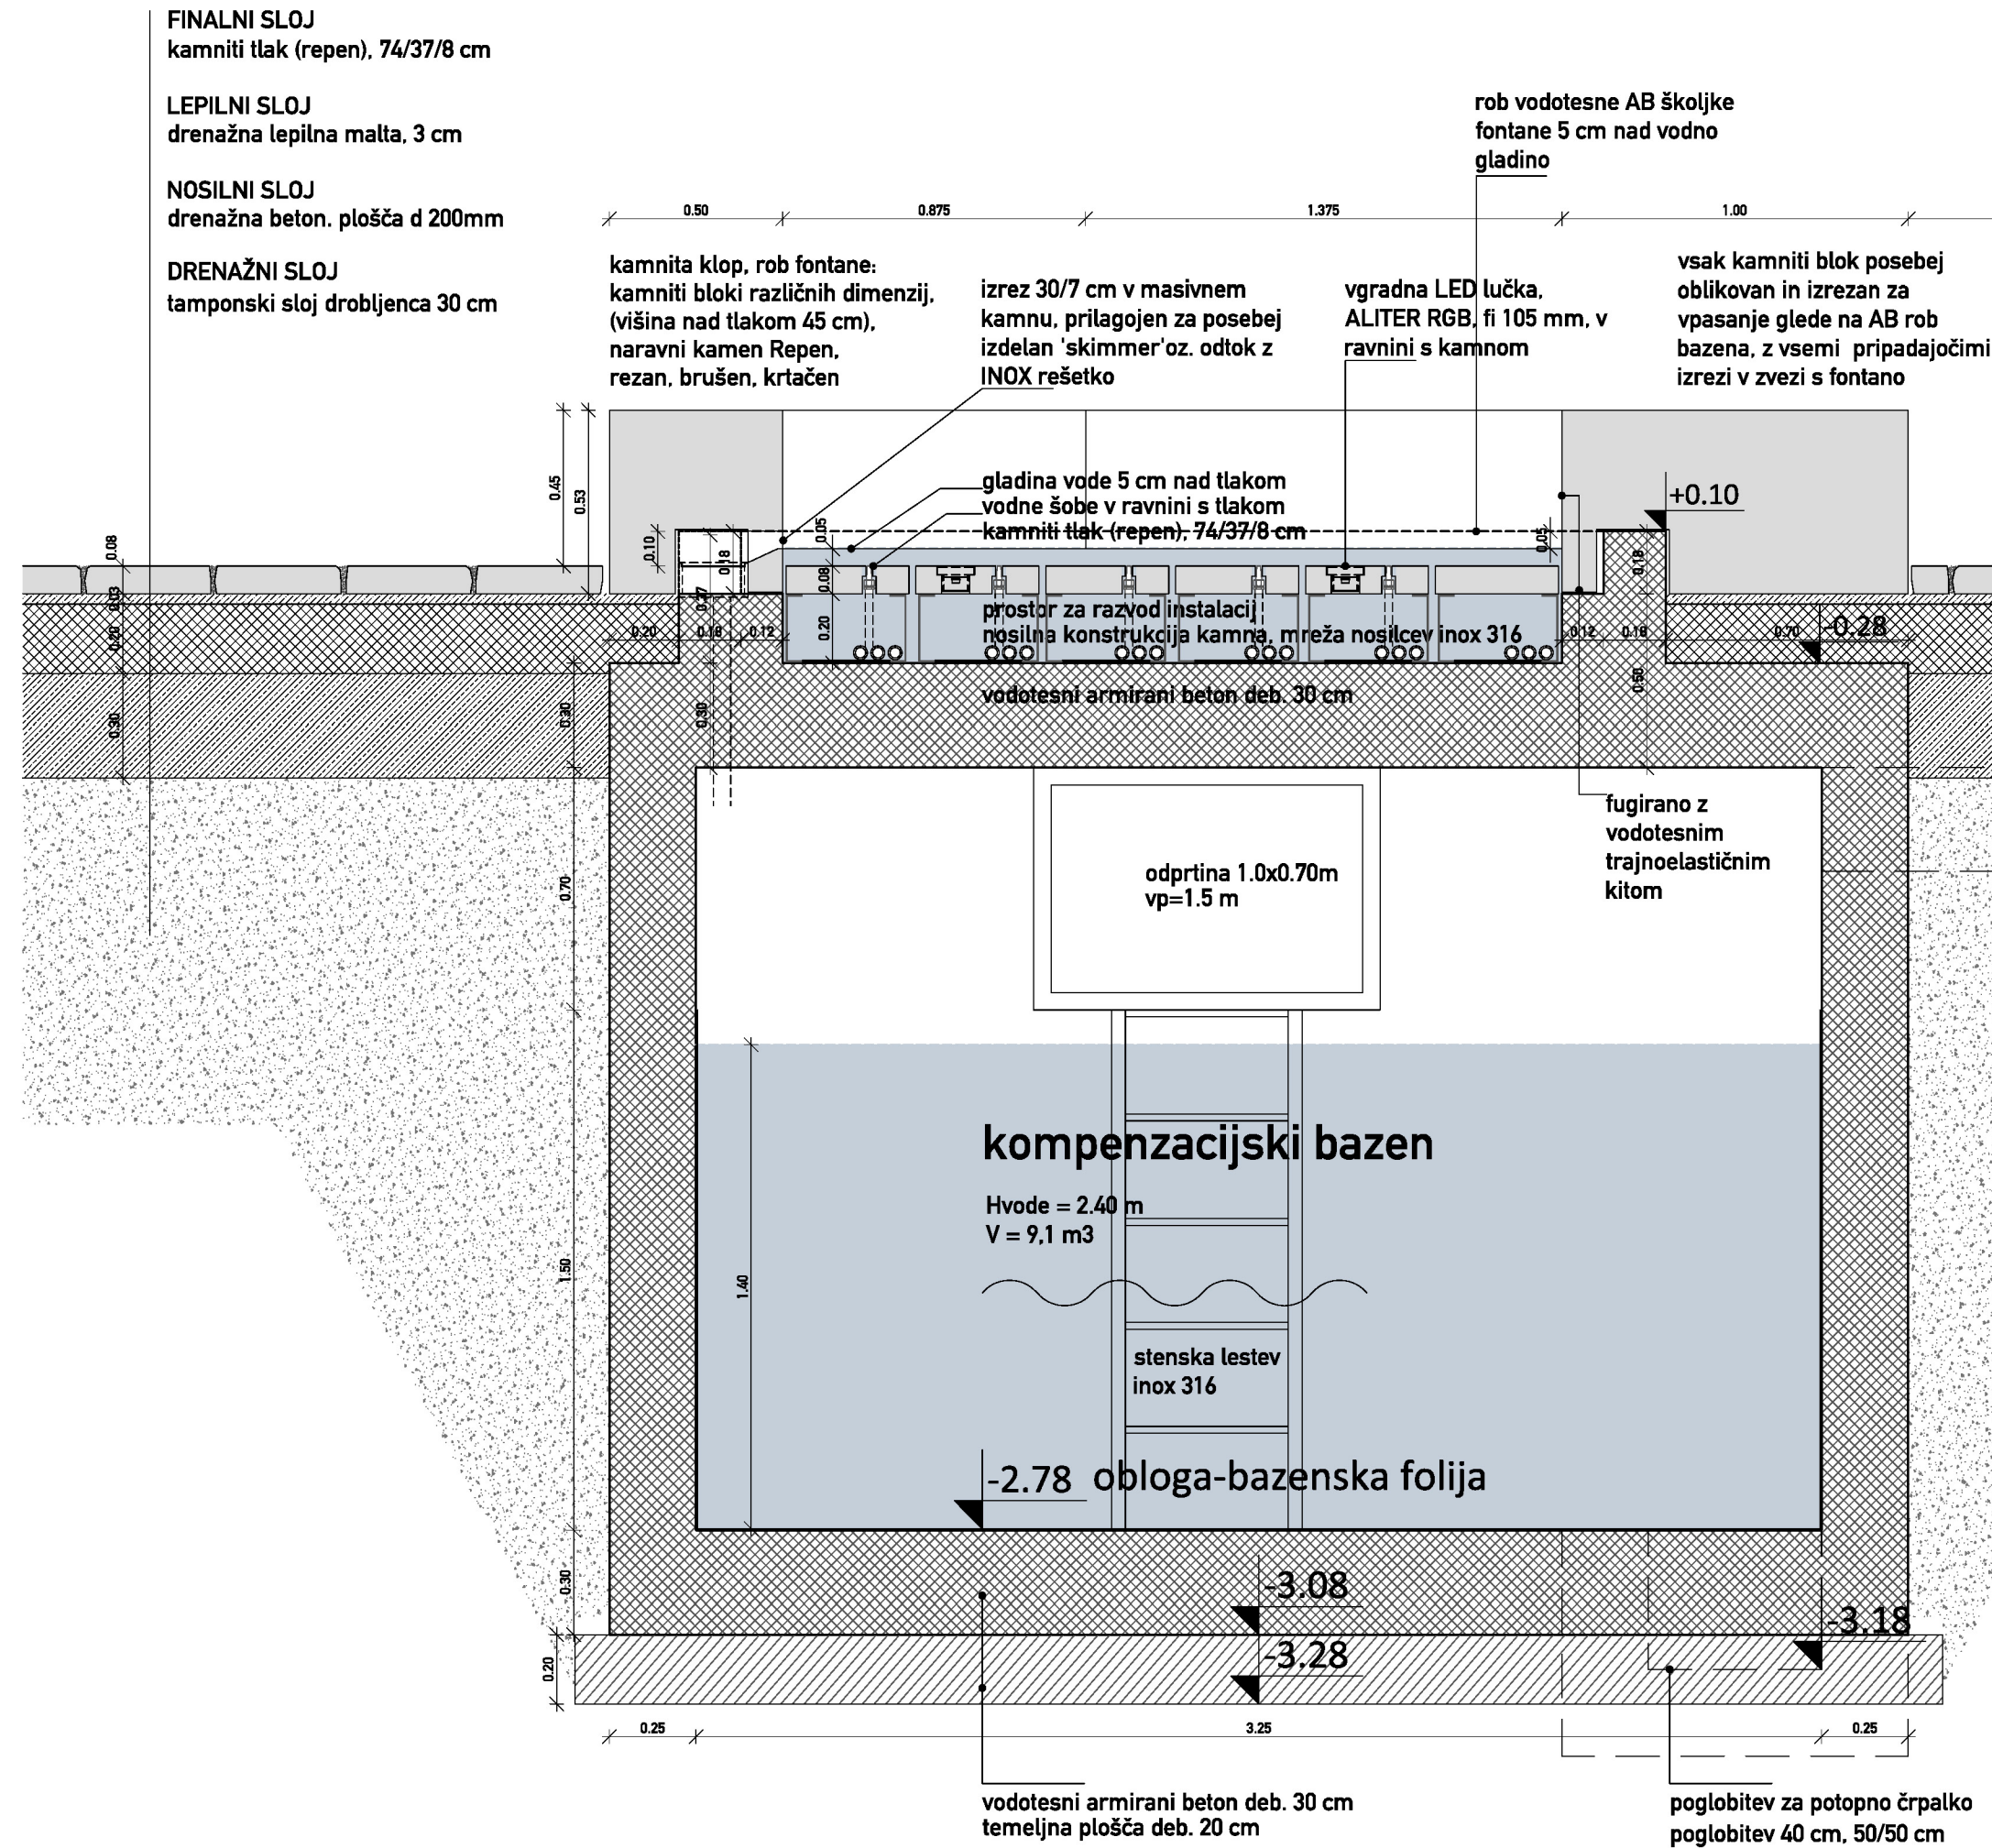 FINALNI SLOJ
kamniti tlak (repen), 74/37/8 cm
LEPILNI SLOJ
drenažna lepilna malta, 3 cm
NOSILNI SLOJ
drenažna beton. plošča d 200mm
DRENAŽNI SLOJ
tamponski sloj drobljenca 30 cm
rob vodotesne AB školjke
fontane 5 cm nad vodno
gladino
0.50
0.875
1.375
1.00
kamnita klop, rob fontane:
kamniti bloki različnih dimenzij,
(višina nad tlakom 45 cm),
naravni kamen Repen,
rezan, brušen, krtačen
izrez 30/7 cm v masivnem
kamnu, prilagojen za posebej
izdelan 'skimmer'oz. odtok z
INOX rešetko
vgradna LED lučka,
ALITER RGB, fi 105 mm, v
ravnini s kamnom
vsak kamniti blok posebej
oblikovan in izrezan za
vpasanje glede na AB rob
bazena, z vsemi pripadajočimi
izrezi v zvezi s fontano
gladina vode 5 cm nad tlakom
vodne šobe v ravnini s tlakom
kamniti tlak (repen), 74/37/8 cm
+0.10
0.45
0.53
0.08
0.03
0.20
0.30
0.10
0.18
0.05
0.08
0.20
0.27
0.05
0.18
prostor za razvod instalacij
nosilna konstrukcija kamna, mreža nosilcev inox 316
0.20
0.18
0.12
0.12
0.18
0.70
-0.28
vodotesni armirani beton deb. 30 cm
0.30
0.30
0.50
fugirano z
vodotesnim
trajnoelastičnim
kitom
odprtina 1.0x0.70m
vp=1.5 m
0.70
kompenzacijski bazen
Hvode = 2.40 m
V = 9,1 m3
1.50
1.40
stenska lestev
inox 316
-2.78
obloga-bazenska folija
0.30
-3.08
-3.18
0.20
-3.28
0.25
3.25
0.25
vodotesni armirani beton deb. 30 cm
temeljna plošča deb. 20 cm
poglobitev za potopno črpalko
poglobitev 40 cm, 50/50 cm